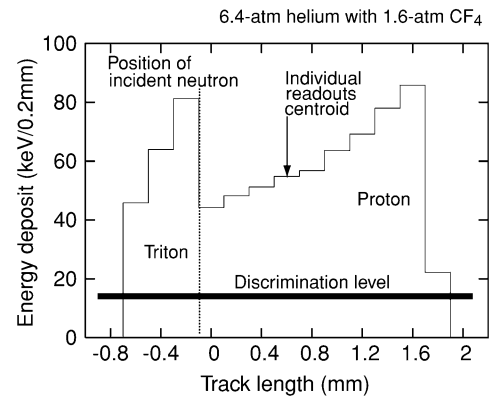 6.4-atm helium with 1.6-atm CF₄
Energy deposit (keV/0.2mm)
100
80
60
40
20
0
Position of
incident neutron
Individual
readouts
centroid
Proton
Triton
Discrimination level
-0.8 -0.4 0 0.4 0.8 1.2 1.6 2
Track length (mm)